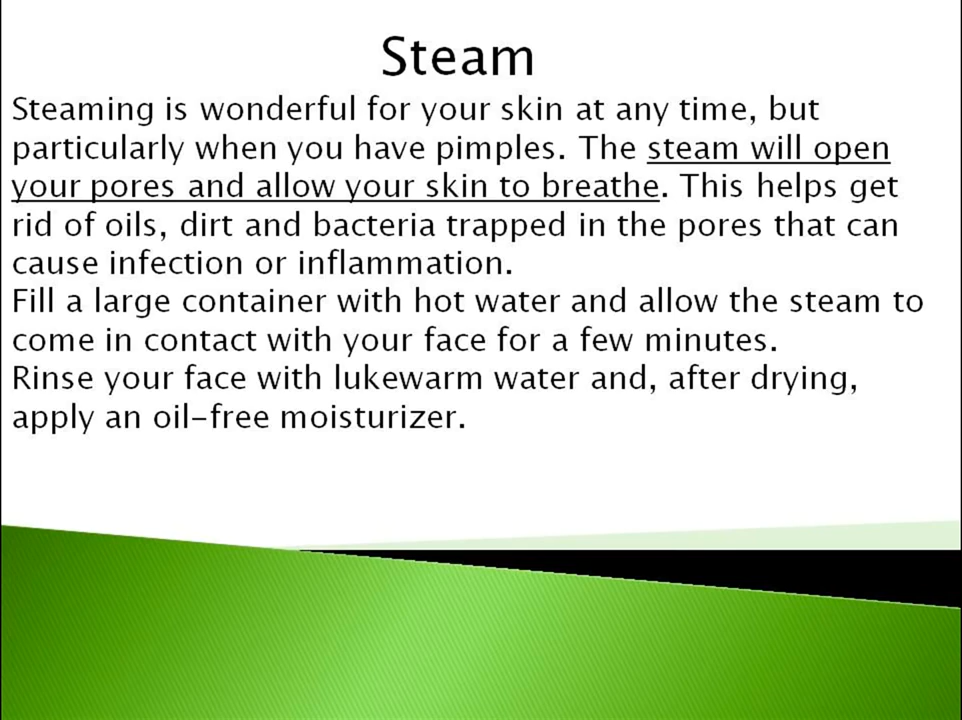 Steam
Steaming is wonderful for your skin at any time, but
particularly when you have pimples. The steam will open
your pores and allow your skin to breathe. This helps get
rid of oils, dirt and bacteria trapped in the pores that can
cause infection or inflammation.
Fill a large container with hot water and allow the steam to
come in contact with your face for a few minutes.
Rinse your face with lukewarm water and, after drying,
apply an oil-free moisturizer.